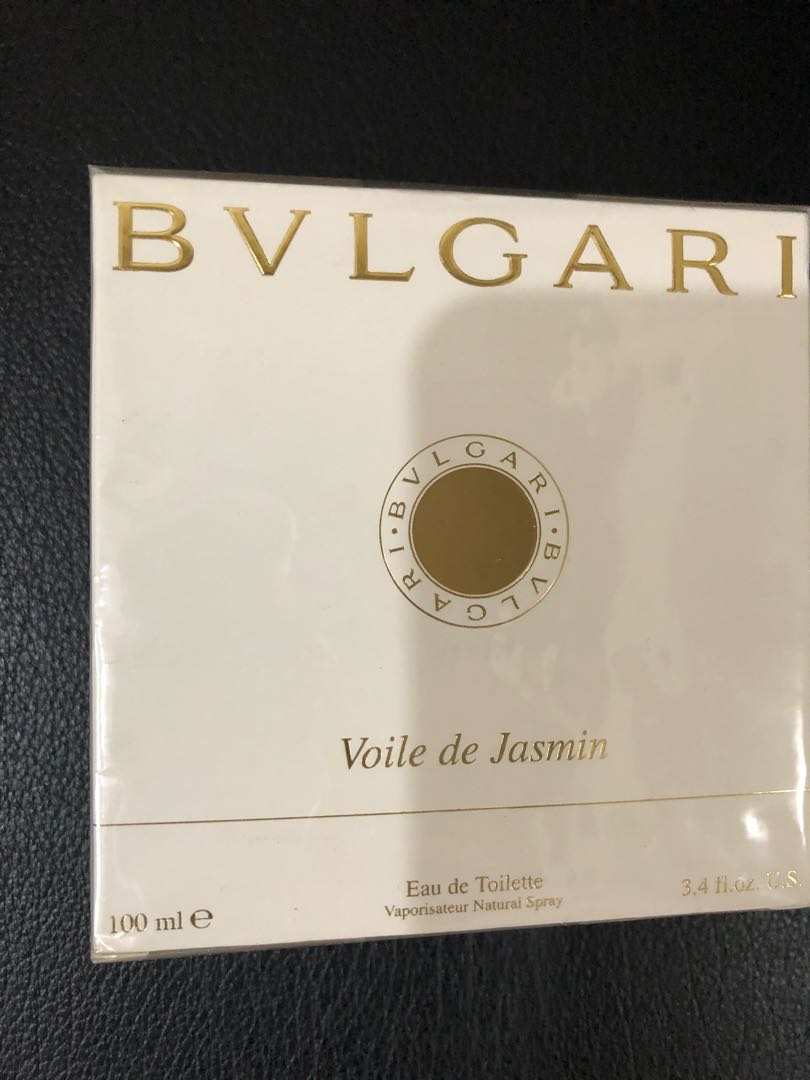 BVLGARI
BVLGARI · BVLGARI ·
Voile de Jasmin
Eau de Toilette
Vaporisateur Natural Spray
100 ml ℮
3.4 fl.oz. U.S.